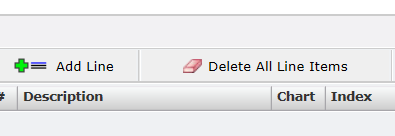 Add Line Delete All Line Items
# Description Chart Index